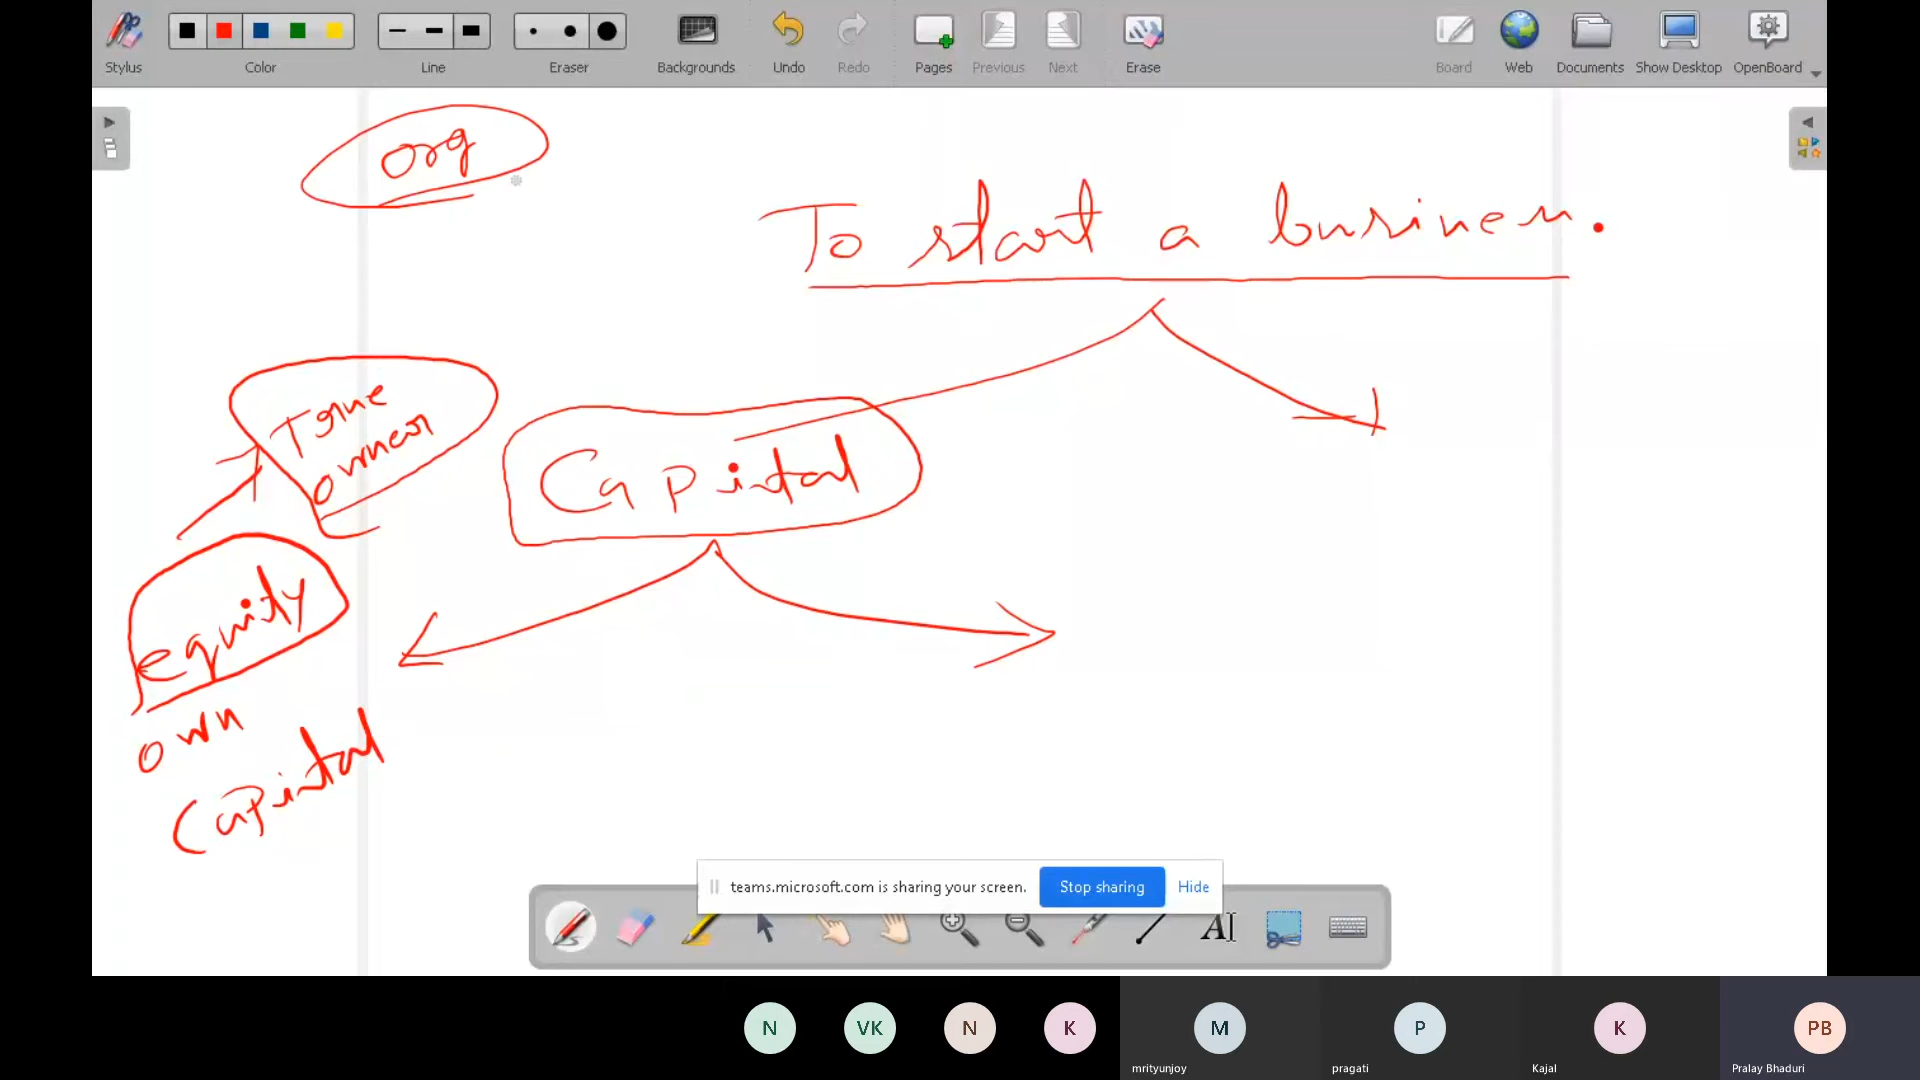 Stylus
Color
Line
Eraser
Backgrounds
Undo
Redo
Pages
Previous
Next
Erase
Board
Web
Documents
Show Desktop
OpenBoard
org
To start a business.
True
owner
Capital
equity
own
Capital
teams.microsoft.com is sharing your screen.
Stop sharing
Hide
AI
N
VK
N
K
M
P
K
PB
mrityunjoy
pragati
Kajal
Pralay Bhaduri